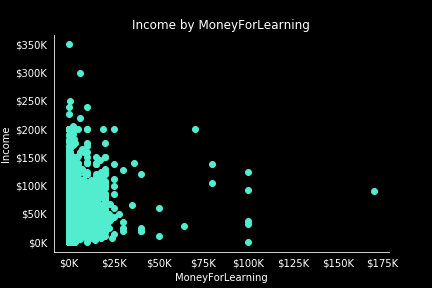 Income by MoneyForLearning
$350K
$300K
$250K
$200K
$150K
$100K
$50K
$0K
Income
$0K $25K $50K $75K $100K $125K $150K $175K
MoneyForLearning